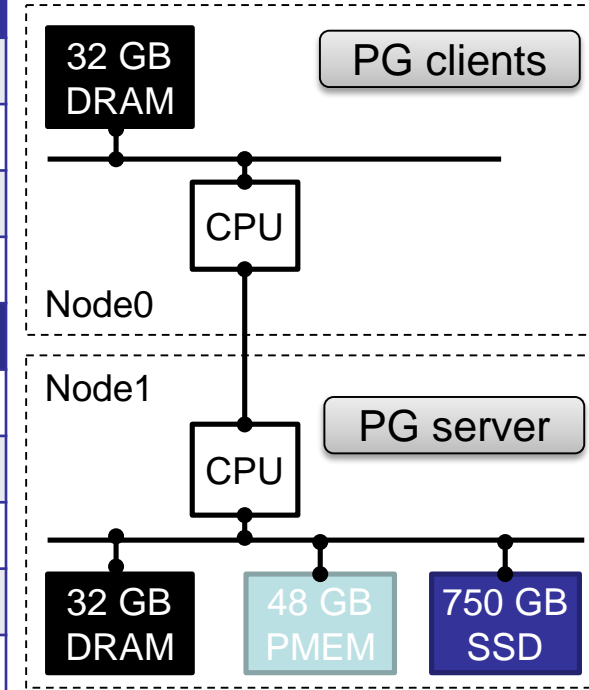 32 GB
DRAM
PG clients
CPU
Node0
Node1
PG server
CPU
32 GB
DRAM
48 GB
PMEM
750 GB
SSD